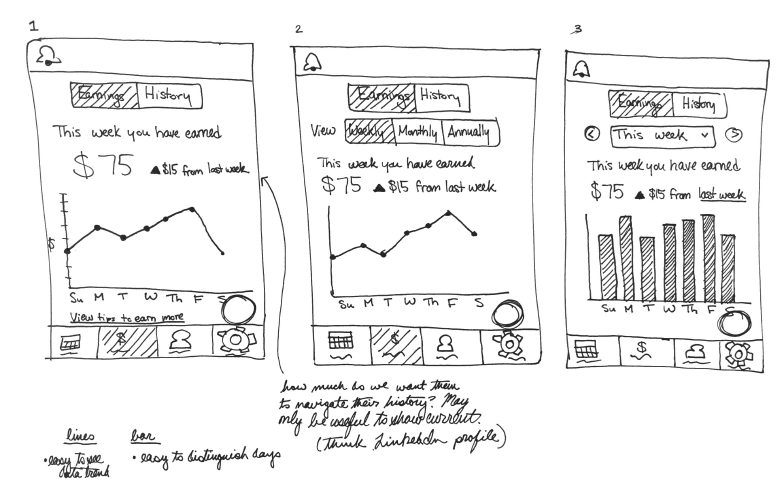 1
Earnings History
This week you have earned
$75 ▲$15 from last week
$
Su M T W Th F S
View tips to earn more
$
2
Earnings History
View Weekly Monthly Annually
This week you have earned
$75 ▲ $15 from last week
Su M T W Th F S
$
3
Earnings History
< This week >
This week you have earned
$75 ▲ $15 from last week
Su M T W Th F S
$
how much do we want them
to navigate their history? May
only be useful to show current.
(think LinkedIn profile)
lines
• easy to see
data trend
bar
• easy to distinguish days